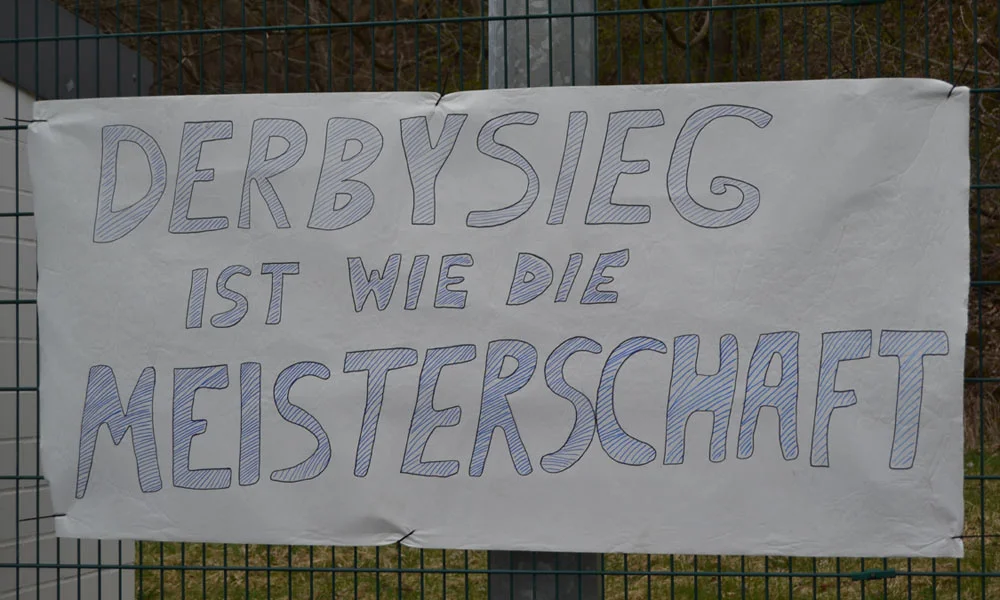 DERBYSIEG
IST WIE DIE
MEISTERSCHAFT